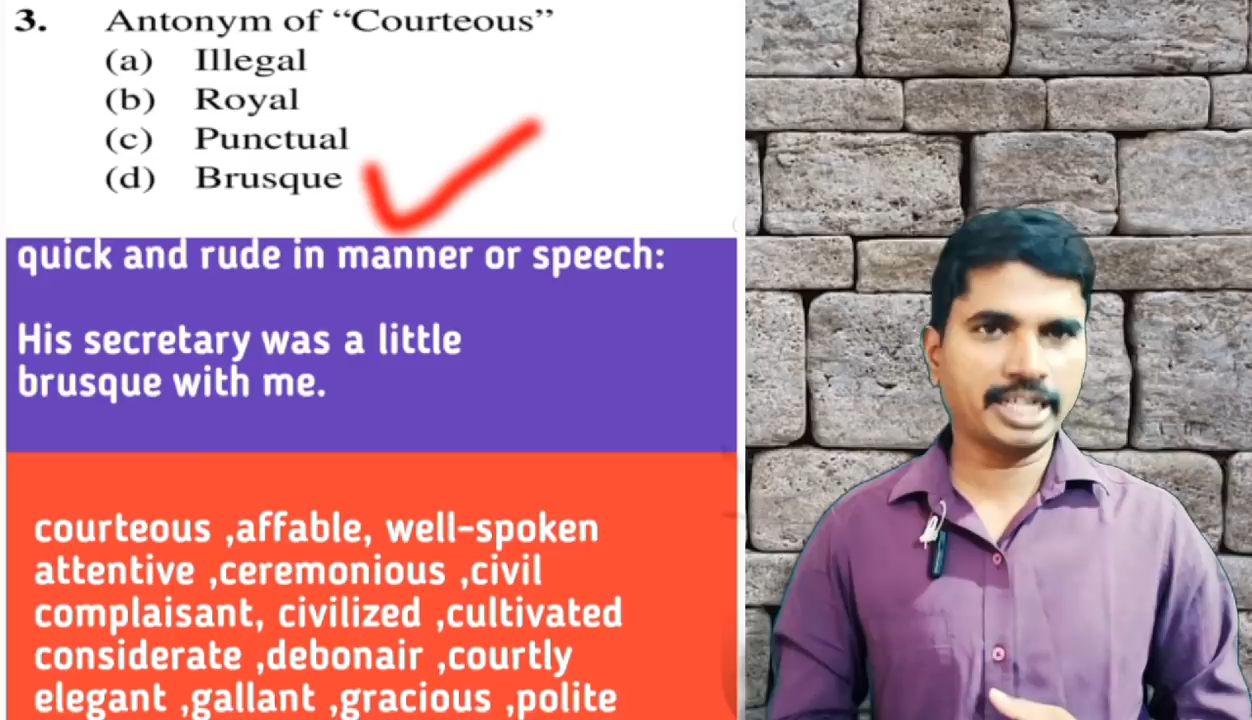 3. Antonym of “Courteous”
(a) Illegal
(b) Royal
(c) Punctual
(d) Brusque
quick and rude in manner or speech:
His secretary was a little
brusque with me.
courteous ,affable, well-spoken
attentive ,ceremonious ,civil
complaisant, civilized ,cultivated
considerate ,debonair ,courtly
elegant ,gallant ,gracious ,polite